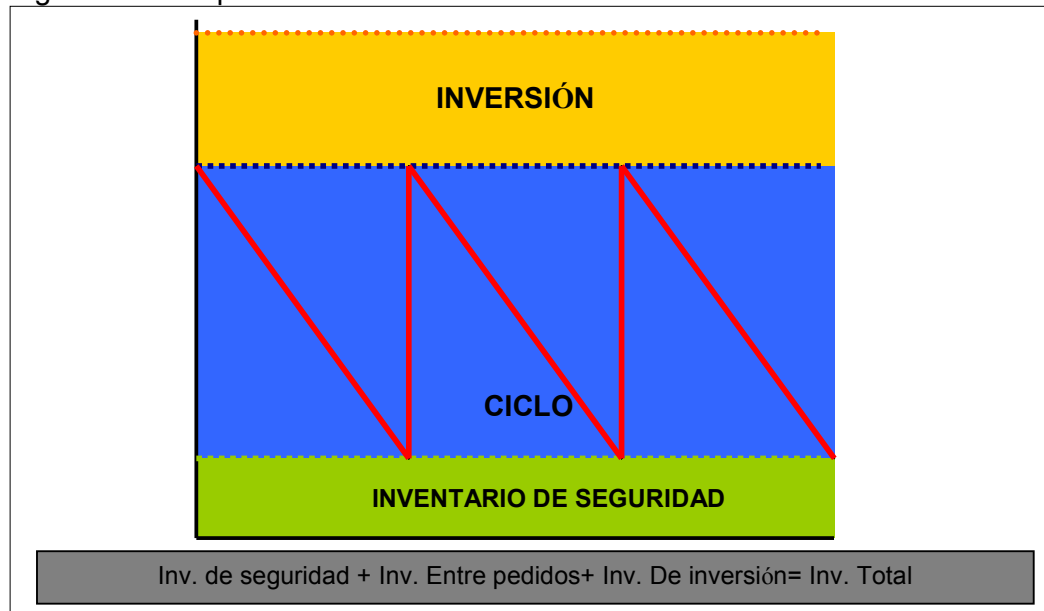 INVERSIÓN
CICLO
INVENTARIO DE SEGURIDAD
Inv. de seguridad + Inv. Entre pedidos+ Inv. De inversión= Inv. Total